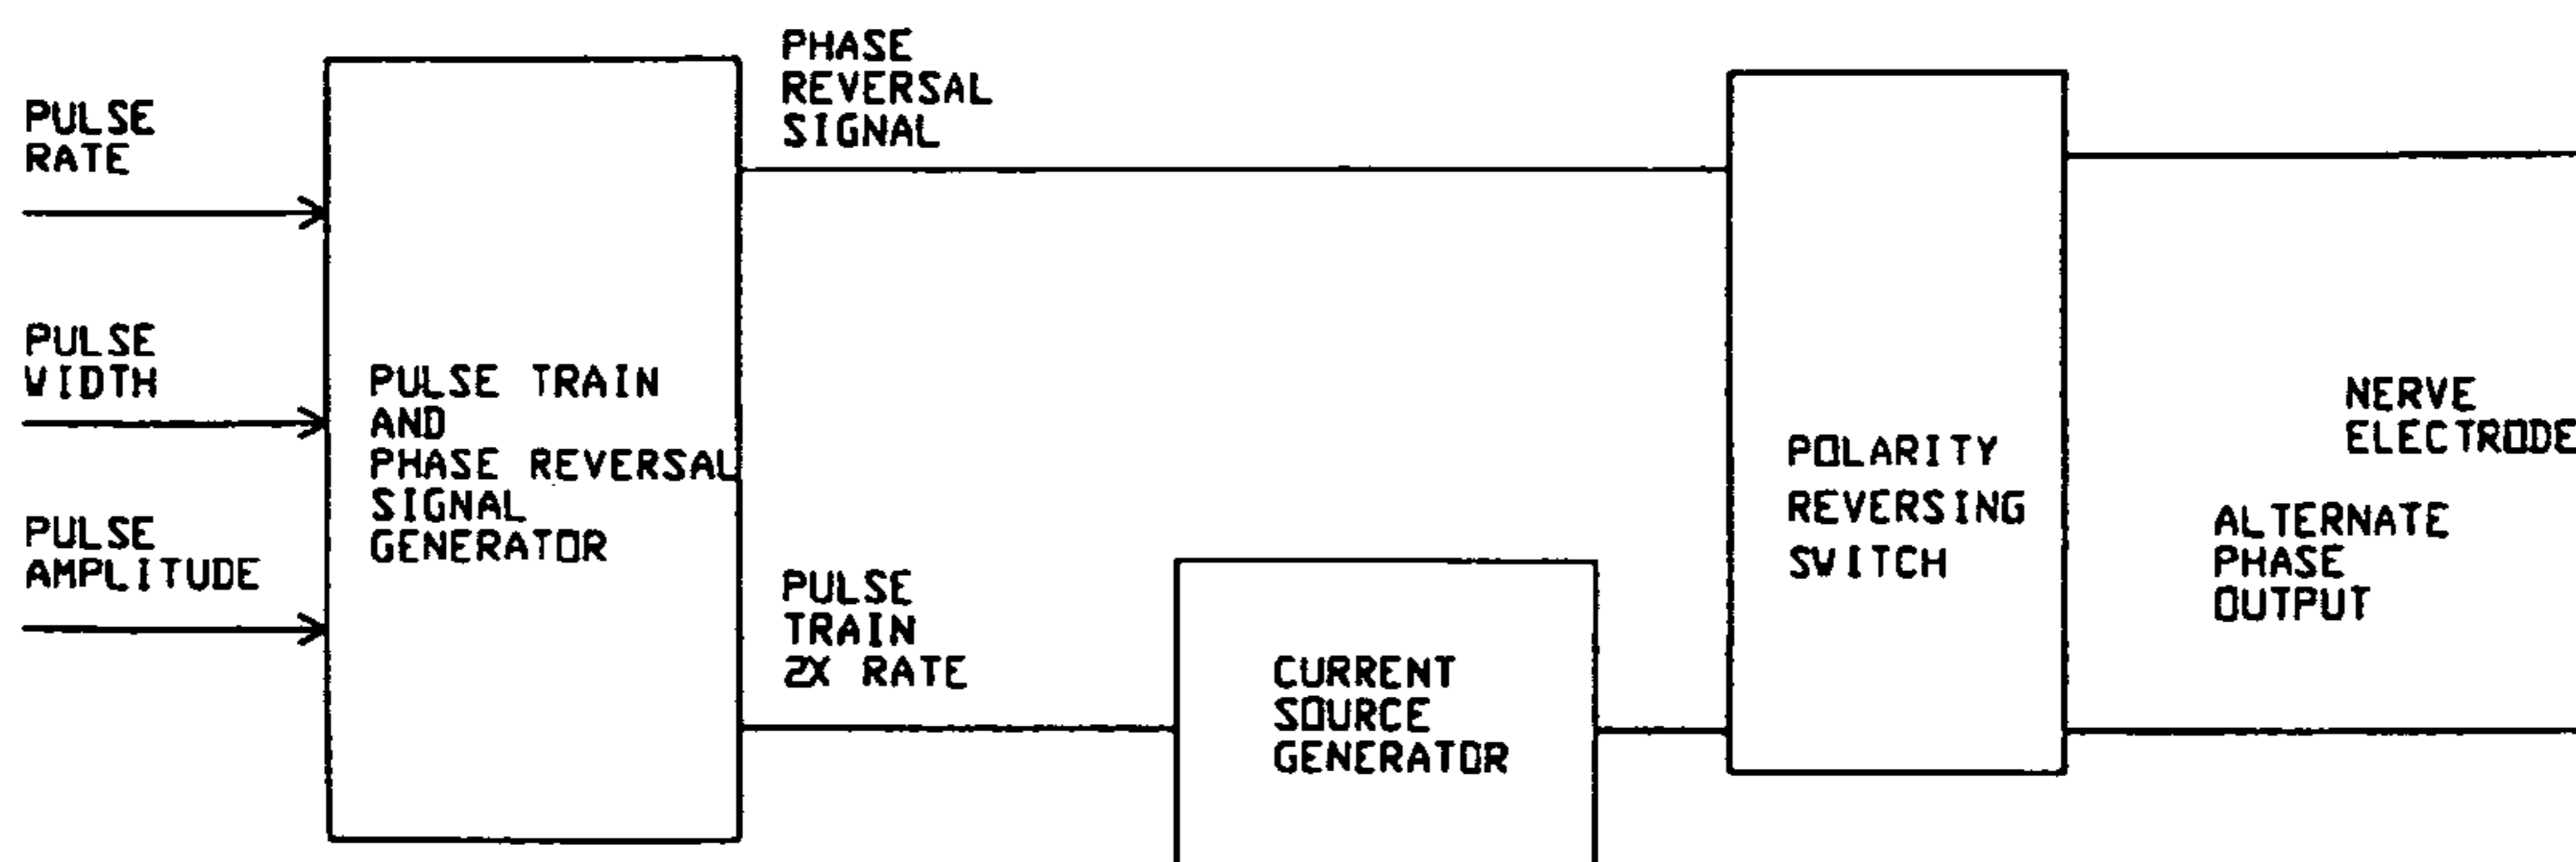 PULSE
RATE
PULSE
WIDTH
PULSE
AMPLITUDE
PULSE TRAIN
AND
PHASE REVERSAL
SIGNAL
GENERATOR
PHASE
REVERSAL
SIGNAL
PULSE
TRAIN
2X RATE
CURRENT
SOURCE
GENERATOR
POLARITY
REVERSING
SWITCH
NERVE
ELECTRODE
ALTERNATE
PHASE
OUTPUT